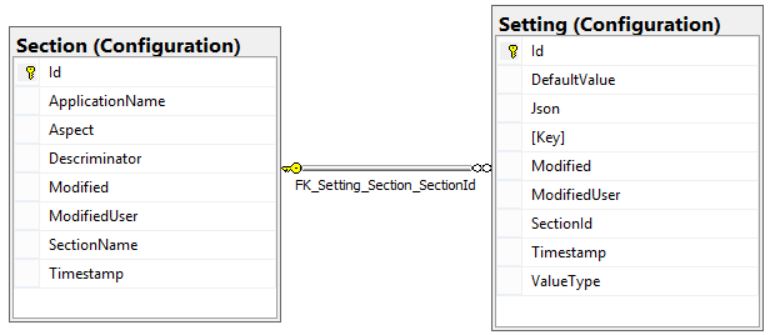 Section (Configuration)
Id
ApplicationName
Aspect
Descriminator
Modified
ModifiedUser
SectionName
Timestamp
FK_Setting_Section_SectionId
Setting (Configuration)
Id
DefaultValue
Json
[Key]
Modified
ModifiedUser
SectionId
Timestamp
ValueType